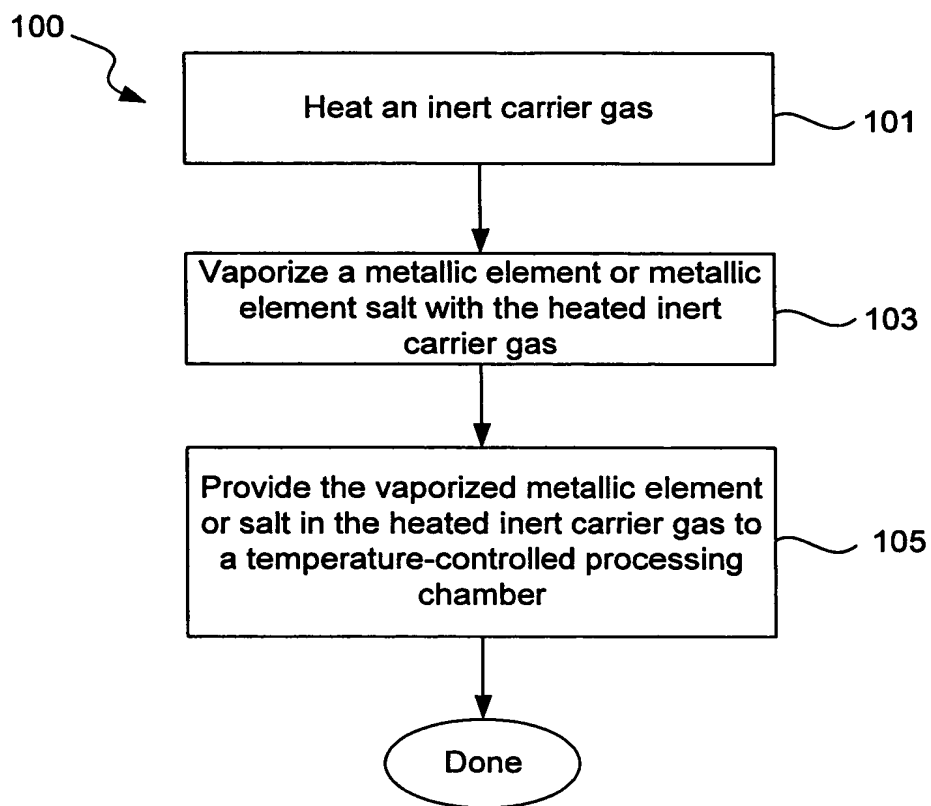 100
Heat an inert carrier gas
101
Vaporize a metallic element or metallic
element salt with the heated inert
carrier gas
103
Provide the vaporized metallic element
or salt in the heated inert carrier gas to
a temperature-controlled processing
chamber
105
Done